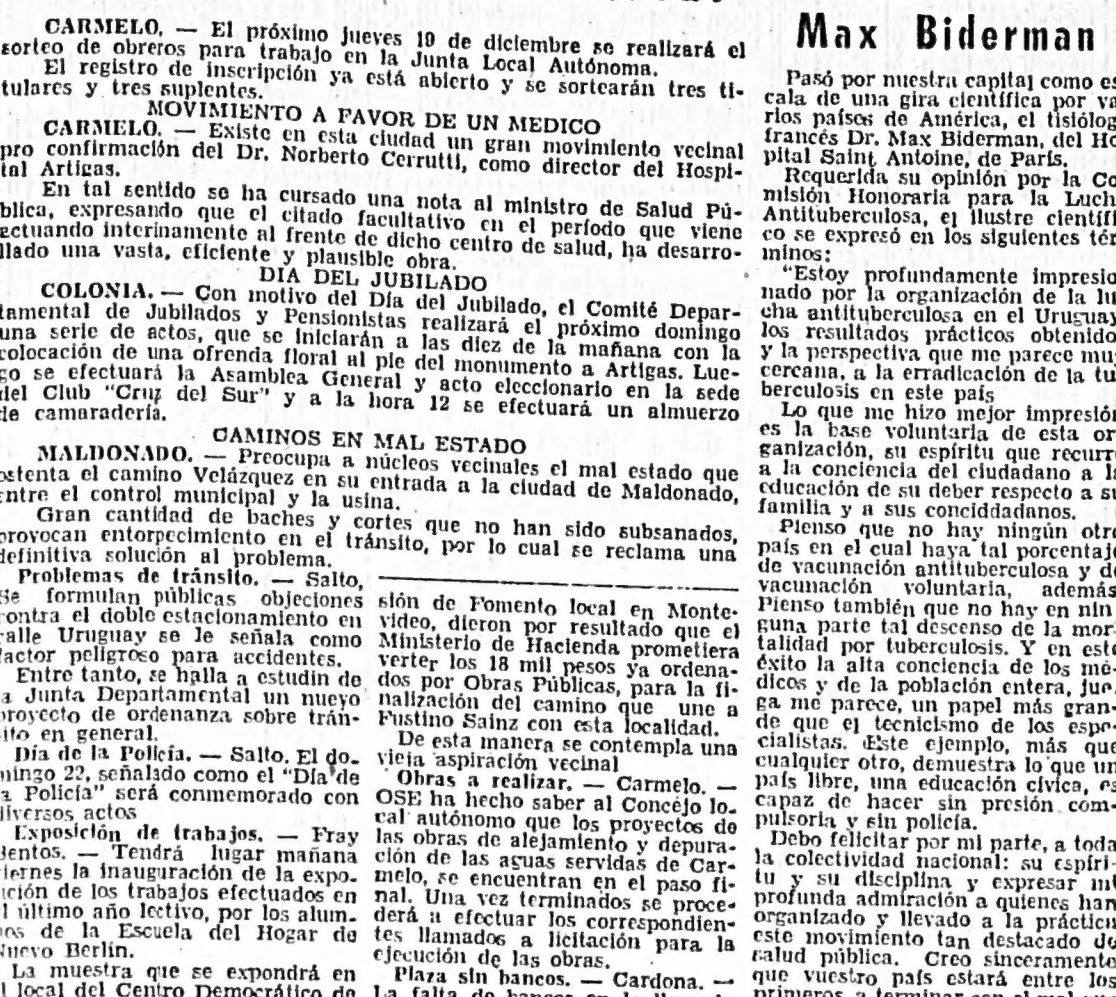 CARMELO. — El próximo jueves 19 de diciembre se realizará el
sorteo de obreros para trabajo en la Junta Local Autónoma.
El registro de inscripción ya está abierto y se sortearán tres ti-
tulares y tres suplentes.
MOVIMIENTO A FAVOR DE UN MEDICO
CARMELO. — Existe en esta ciudad un gran movimiento vecinal
pro confirmación del Dr. Norberto Cerrutti, como director del Hospi-
tal Artigas.
En tal sentido se ha cursado una nota al ministro de Salud Pú-
blica, expresando que el citado facultativo en el período que viene
actuando interinamente al frente de dicho centro de salud, ha desarro-
llado una vasta, eficiente y plausible obra.
DIA DEL JUBILADO
COLONIA. — Con motivo del Día del Jubilado, el Comité Depar-
tamental de Jubilados y Pensionistas realizará el próximo domingo
una serie de actos, que se iniciarán a las diez de la mañana con la
colocación de una ofrenda floral al pie del monumento a Artigas. Lue-
go se efectuará la Asamblea General y acto eleccionario en la sede
del Club "Cruz del Sur" y a la hora 12 se efectuará un almuerzo
de camaradería.
CAMINOS EN MAL ESTADO
MALDONADO. — Preocupa a núcleos vecinales el mal estado que
ostenta el camino Velázquez en su entrada a la ciudad de Maldonado,
entre el control municipal y la usina.
Gran cantidad de baches y cortes que no han sido subsanados,
provocan entorpecimiento en el tránsito, por lo cual se reclama una
definitiva solución al problema.
Problemas de tránsito. — Salto,
Se formulan públicas objeciones
contra el doble estacionamiento en
calle Uruguay se le señala como
factor peligroso para accidentes.
Entre tanto, se halla a estudin de
la Junta Departamental un nuevo
proyecto de ordenanza sobre trán-
sito en general.
Día de la Policía. — Salto. El do-
mingo 22, señalado como el "Día de
la Policía" será conmemorado con
diversos actos
Exposición de trabajos. — Fray
Bentos. — Tendrá lugar mañana
viernes la inauguración de la expo-
sición de los trabajos efectuados en
el último año lectivo, por los alum-
nos de la Escuela del Hogar de
Nuevo Berlín.
La muestra que se expondrá en
el local del Centro Democrático de
sión de Fomento local en Monte-
video, dieron por resultado que el
Ministerio de Hacienda prometiera
verter los 18 mil pesos ya ordena-
dos por Obras Públicas, para la fi-
nalización del camino que une a
Fustino Sainz con esta localidad.
De esta manera se contempla una
vieja aspiración vecinal
Obras a realizar. — Carmelo. —
OSE ha hecho saber al Concejo lo-
cal autónomo que los proyectos de
las obras de alejamiento y depura-
ción de las aguas servidas de Car-
melo, se encuentran en el paso fi-
nal. Una vez terminados se proce-
derá a efectuar los correspondien-
tes llamados a licitación para la
ejecución de las obras.
Plaza sin bancos. — Cardona. —
La falta de bancos en la
Max Biderman
Pasó por nuestra capital como es
cala de una gira científica por va
rios países de América, el tisiólog
francés Dr. Max Biderman, del Ho
pital Saint Antoine, de París.
Requerida su opinión por la Co
misión Honoraria para la Luch
Antituberculosa, el ilustre científi
co se expresó en los siguientes tér
minos:
"Estoy profundamente impresio
nado por la organización de la lu
cha antituberculosa en el Uruguay
los resultados prácticos obtenido
y la perspectiva que me parece muy
cercana, a la erradicación de la tu
berculosis en este país
Lo que me hizo mejor impresión
es la base voluntaria de esta or
ganización, su espíritu que recurre
a la conciencia del ciudadano a la
educación de su deber respecto a su
familia y a sus conciddadanos.
Pienso que no hay ningún otro
país en el cual haya tal porcentaje
de vacunación antituberculosa y de
vacunación voluntaria, además
Pienso también que no hay en nin-
guna parte tal descenso de la mor-
talidad por tuberculosis. Y en este
éxito la alta conciencia de los mé-
dicos y de la población entera, jue-
ga me parece, un papel más gran-
de que el tecnicismo de los espe-
cialistas. Este ejemplo, más que
cualquier otro, demuestra lo que un
país libre, una educación cívica, es
capaz de hacer sin presión com-
pulsoria y sin policía.
Debo felicitar por mi parte, a toda
la colectividad nacional: su espíri-
tu y su disciplina y expresar mi
profunda admiración a quienes han
organizado y llevado a la práctica
este movimiento tan destacado de
salud pública. Creo sinceramente
que vuestro país estará entre los
primeros a terminar con